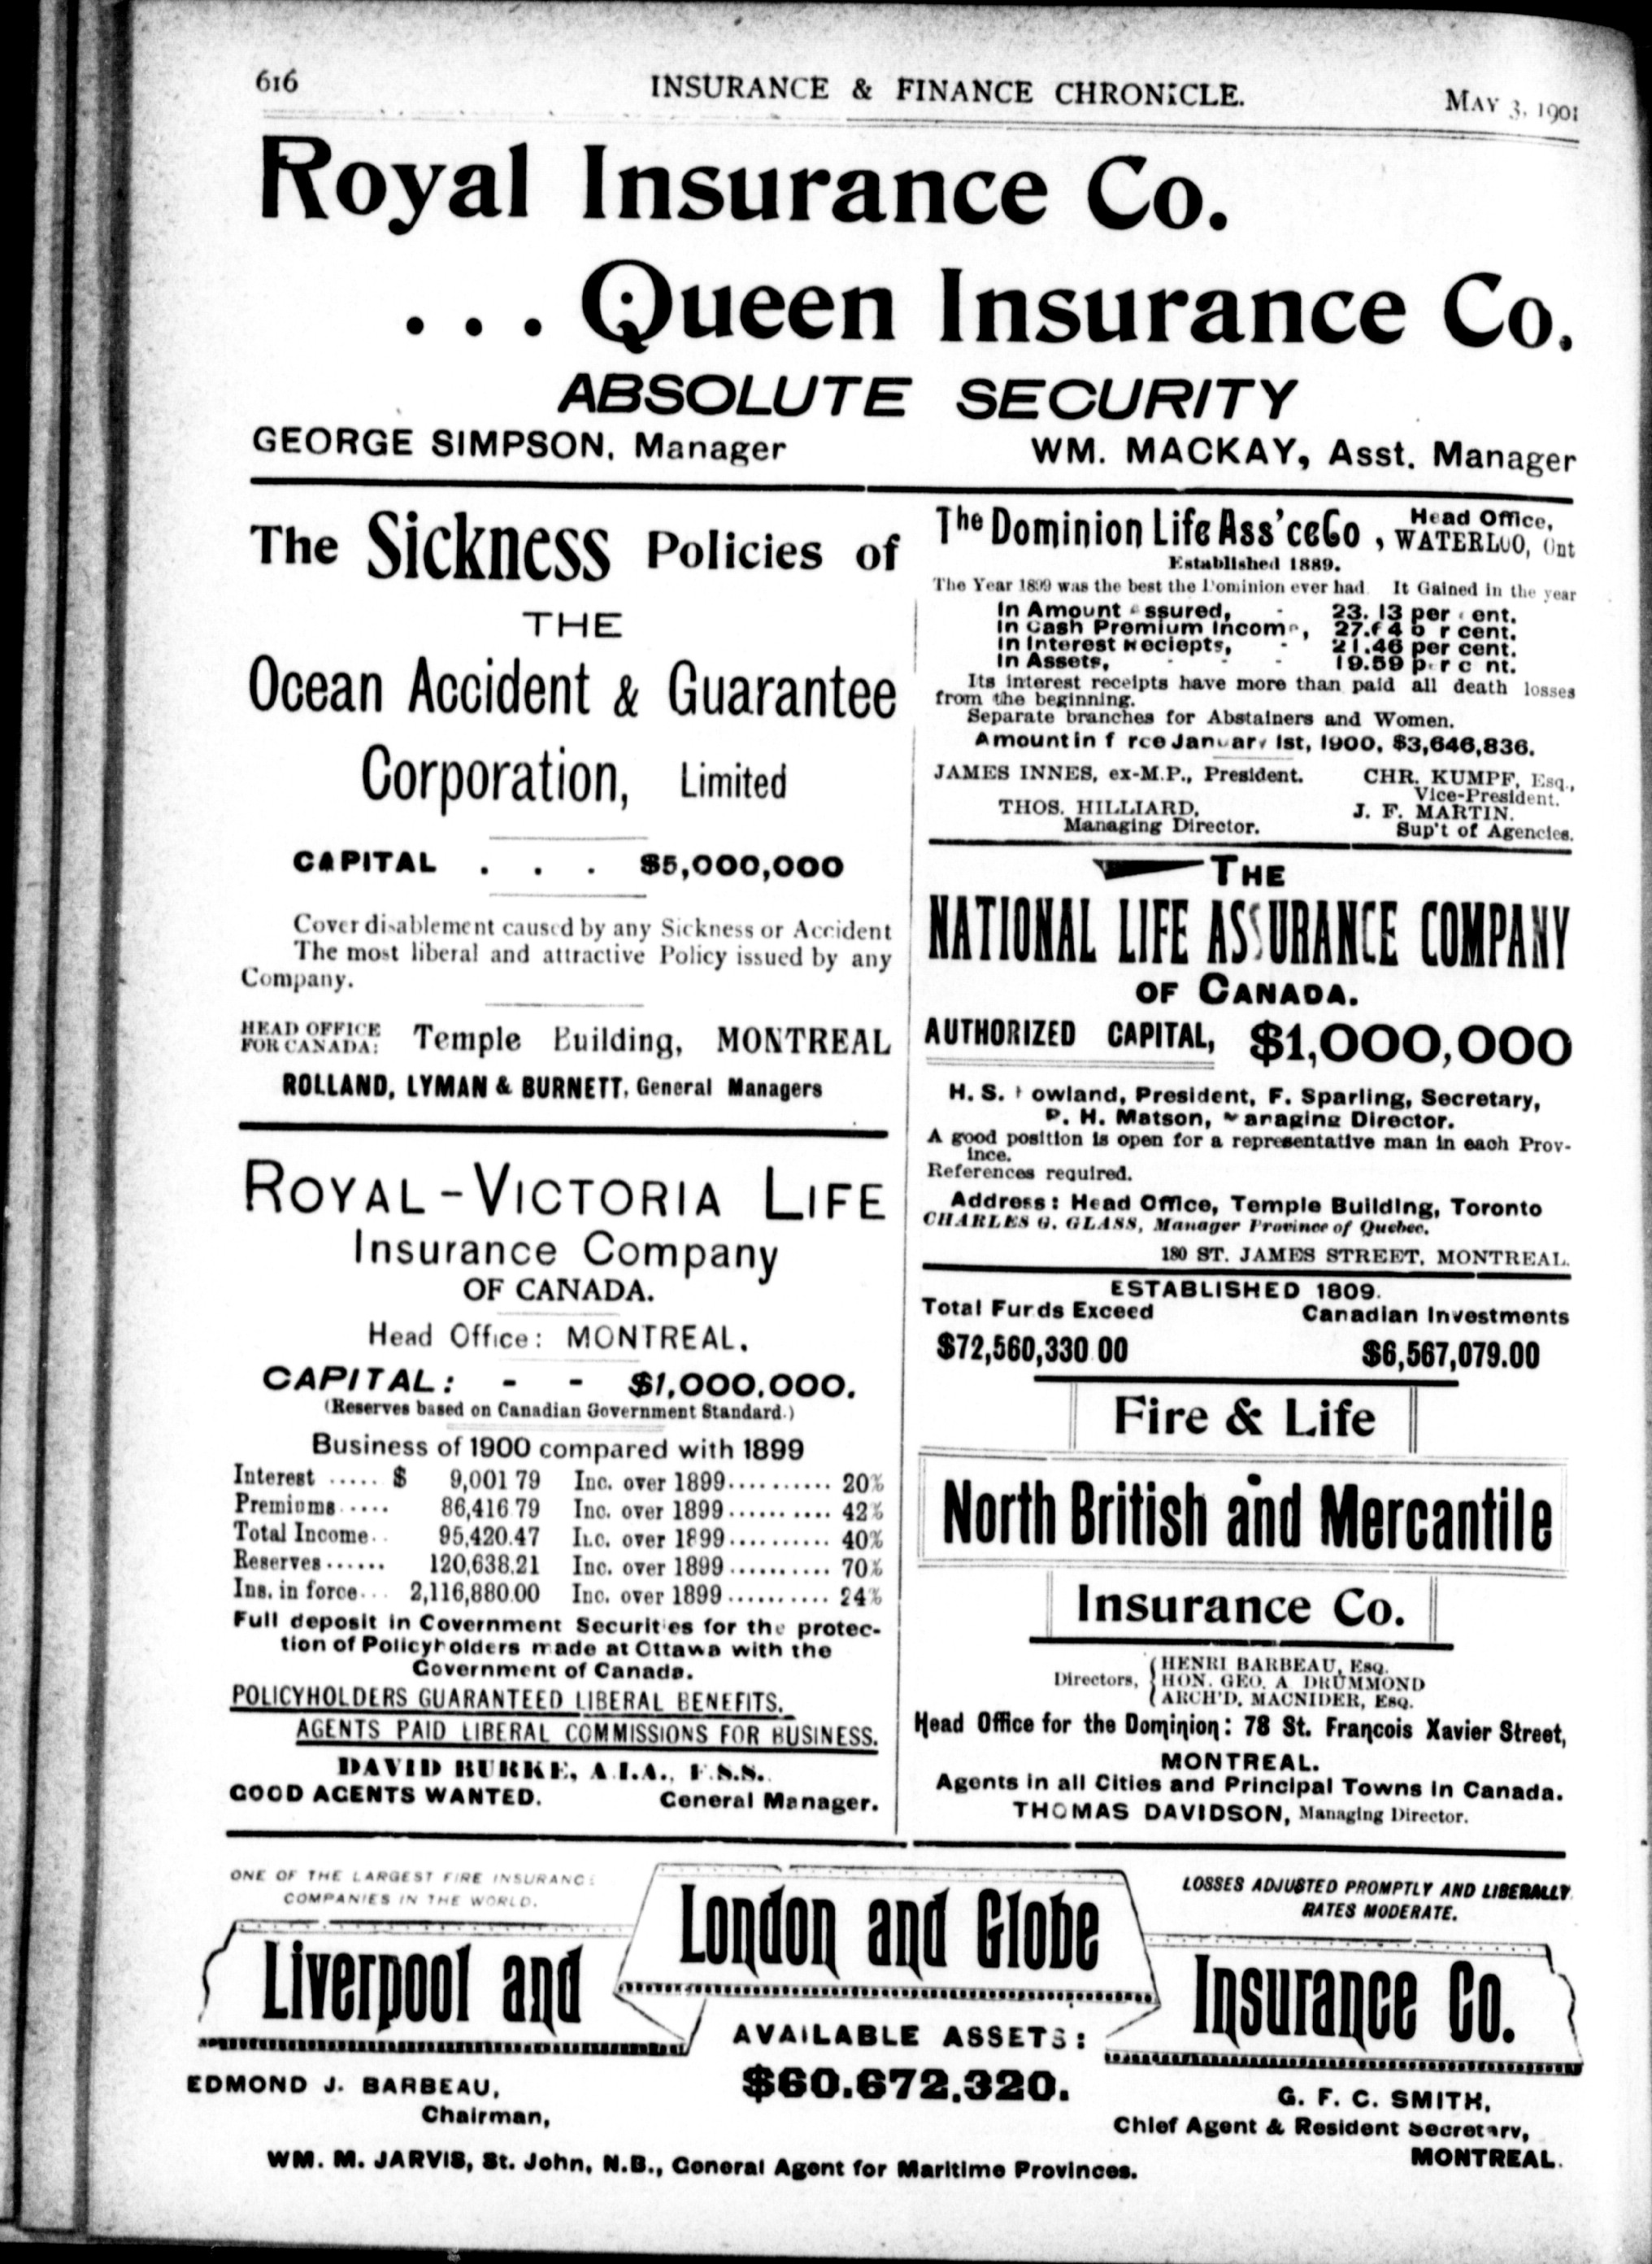 616
INSURANCE & FINANCE CHRONICLE.
MAY 3, 1901
Royal Insurance Co.
. . . Queen Insurance Co.
ABSOLUTE SECURITY
GEORGE SIMPSON, Manager
WM. MACKAY, Asst. Manager
The Sickness Policies of
THE
Ocean Accident & Guarantee
Corporation, Limited
CAPITAL . . . $5,000,000
Cover disablement caused by any Sickness or Accident
The most liberal and attractive Policy issued by any
Company.
HEAD OFFICE
FOR CANADA:
Temple Building, MONTREAL
ROLLAND, LYMAN & BURNETT, General Managers
ROYAL-VICTORIA LIFE
Insurance Company
OF CANADA.
Head Office: MONTREAL.
CAPITAL: - - $1,000,000.
(Reserves based on Canadian Government Standard.)
Business of 1900 compared with 1899
Interest ..... $ 9,001 79 Inc. over 1899.......... 20%
Premiums ..... 86,416 79 Inc. over 1899.......... 42%
Total Income.. 95,420.47 Inc. over 1899.......... 40%
Reserves...... 120,638.21 Inc. over 1899.......... 70%
Ins. in force... 2,116,880.00 Inc. over 1899.......... 24%
Full deposit in Government Securities for the protec-
tion of Policyholders made at Ottawa with the
Government of Canada.
POLICYHOLDERS GUARANTEED LIBERAL BENEFITS.
AGENTS PAID LIBERAL COMMISSIONS FOR BUSINESS.
DAVID BURKE, A.I.A., F.S.S.
GOOD AGENTS WANTED. General Manager.
The Dominion Life Ass'ce Co , Head Office,
WATERLOO, Ont
Established 1889.
The Year 1899 was the best the Dominion ever had It Gained in the year
In Amount Assured, - 23.13 per cent.
In Cash Premium Income, 27.64 p r cent.
In Interest Reciepts, - 21.46 per cent.
In Assets, - - - 19.59 per c nt.
Its interest receipts have more than paid all death losses
from the beginning.
Separate branches for Abstainers and Women.
Amount in f rce January 1st, 1900, $3,646,836.
JAMES INNES, ex-M.P., President.
CHR. KUMPF, Esq.,
Vice-President.
THOS. HILLIARD,
Managing Director.
J. F. MARTIN.
Sup't of Agencies.
THE
NATIONAL LIFE ASSURANCE COMPANY
OF CANADA.
AUTHORIZED CAPITAL, $1,000,000
H. S. Howland, President, F. Sparling, Secretary,
P. H. Matson, Managing Director.
A good position is open for a representative man in each Prov-
ince.
References required.
Address: Head Office, Temple Building, Toronto
CHARLES G. GLASS, Manager Province of Quebec.
180 ST. JAMES STREET, MONTREAL.
ESTABLISHED 1809.
Total Funds Exceed
Canadian Investments
$72,560,330.00
$6,567,079.00
Fire & Life
North British and Mercantile
Insurance Co.
Directors,
HENRI BARBEAU, ESQ.
HON. GEO. A DRUMMOND
ARCH'D, MACNIDER, ESQ.
Head Office for the Dominion: 78 St. François Xavier Street,
MONTREAL.
Agents in all Cities and Principal Towns in Canada.
THOMAS DAVIDSON, Managing Director.
ONE OF THE LARGEST FIRE INSURANCE
COMPANIES IN THE WORLD.
LOSSES ADJUSTED PROMPTLY AND LIBERALLY
RATES MODERATE.
Liverpool and
London and Globe
Insurance Co.
AVAILABLE ASSETS:
$60.672.320.
EDMOND J. BARBEAU,
Chairman,
G. F. C. SMITH,
Chief Agent & Resident Secretary,
MONTREAL.
WM. M. JARVIS, St. John, N.B., General Agent for Maritime Provinces.